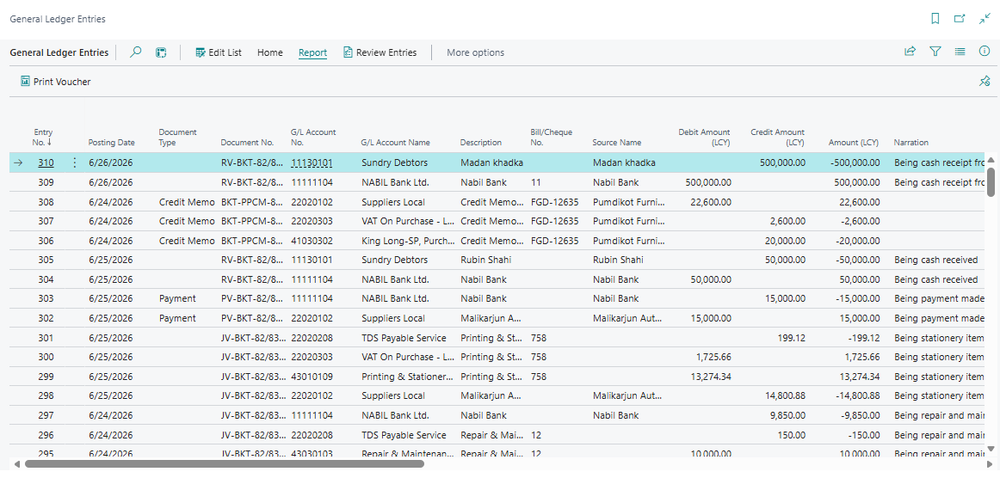 General Ledger Entries
General Ledger Entries Edit List Home Report Review Entries More options
Print Voucher
Entry No. ↓ Posting Date Document Type Document No. G/L Account No. G/L Account Name Description Bill/Cheque No. Source Name Debit Amount (LCY) Credit Amount (LCY) Amount (LCY) Narration
310 6/26/2026 RV-BKT-82/8... 11130101 Sundry Debtors Madan khadka Madan khadka 500,000.00 -500,000.00 Being cash receipt fro
309 6/26/2026 RV-BKT-82/8... 11111104 NABIL Bank Ltd. Nabil Bank 11 Nabil Bank 500,000.00 500,000.00 Being cash receipt fro
308 6/24/2026 Credit Memo BKT-PPCM-8... 22020102 Suppliers Local Credit Memo... FGD-12635 Pumdikot Furni... 22,600.00 22,600.00
307 6/24/2026 Credit Memo BKT-PPCM-8... 22020303 VAT On Purchase - L... Credit Memo... FGD-12635 Pumdikot Furni... 2,600.00 -2,600.00
306 6/24/2026 Credit Memo BKT-PPCM-8... 41030302 King Long-SP, Purch... Credit Memo... FGD-12635 Pumdikot Furni... 20,000.00 -20,000.00
305 6/25/2026 RV-BKT-82/8... 11130101 Sundry Debtors Rubin Shahi Rubin Shahi 50,000.00 -50,000.00 Being cash received
304 6/25/2026 RV-BKT-82/8... 11111104 NABIL Bank Ltd. Nabil Bank Nabil Bank 50,000.00 50,000.00 Being cash received
303 6/25/2026 Payment PV-BKT-82/8... 11111104 NABIL Bank Ltd. Nabil Bank Nabil Bank 15,000.00 -15,000.00 Being payment made
302 6/25/2026 Payment PV-BKT-82/8... 22020102 Suppliers Local Malikarjun A... Malikarjun Aut... 15,000.00 15,000.00 Being payment made
301 6/25/2026 JV-BKT-82/83... 22020208 TDS Payable Service Printing & St... 758 199.12 -199.12 Being stationery item
300 6/25/2026 JV-BKT-82/83... 22020303 VAT On Purchase - L... Printing & St... 758 1,725.66 1,725.66 Being stationery item
299 6/25/2026 JV-BKT-82/83... 43010109 Printing & Stationer... Printing & St... 758 13,274.34 13,274.34 Being stationery item
298 6/25/2026 JV-BKT-82/83... 22020102 Suppliers Local Malikarjun A... Malikarjun Aut... 14,800.88 -14,800.88 Being stationery item
297 6/24/2026 JV-BKT-82/83... 11111104 NABIL Bank Ltd. Nabil Bank Nabil Bank 9,850.00 -9,850.00 Being repair and mair
296 6/24/2026 JV-BKT-82/83... 22020208 TDS Payable Service Repair & Mai... 12 150.00 -150.00 Being repair and mair
295 6/24/2026 JV-BKT-82/83... 43030103 Repair & Maintenan... Repair & Mai... 12 10,000.00 10,000.00 Being repair and mair